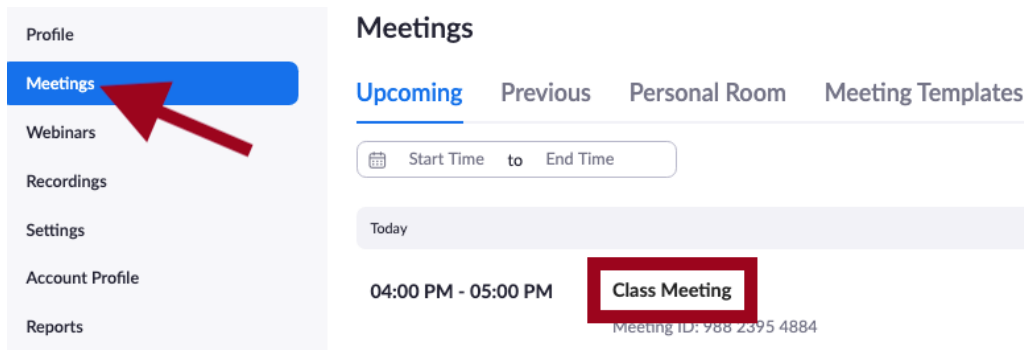 Profile
Meetings
Webinars
Recordings
Settings
Account Profile
Reports
Meetings
Upcoming Previous Personal Room Meeting Templates
Start Time to End Time
Today
04:00 PM - 05:00 PM Class Meeting
Meeting ID: 988 2395 4884